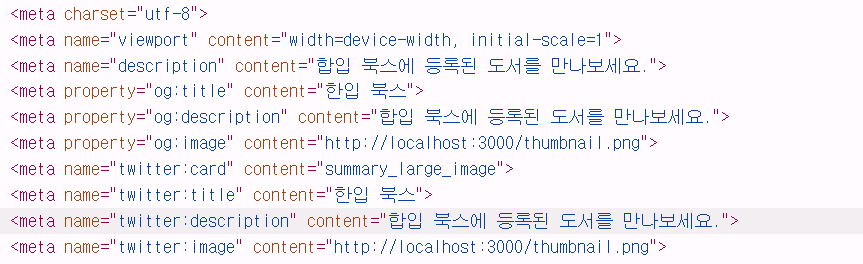 <meta charset="utf-8">
<meta name="viewport" content="width=device-width, initial-scale=1">
<meta name="description" content="합입 북스에 등록된 도서를 만나보세요.">
<meta property="og:title" content="한입 북스">
<meta property="og:description" content="합입 북스에 등록된 도서를 만나보세요.">
<meta property="og:image" content="http://localhost:3000/thumbnail.png">
<meta name="twitter:card" content="summary_large_image">
<meta name="twitter:title" content="한입 북스">
<meta name="twitter:description" content="합입 북스에 등록된 도서를 만나보세요.">
<meta name="twitter:image" content="http://localhost:3000/thumbnail.png">